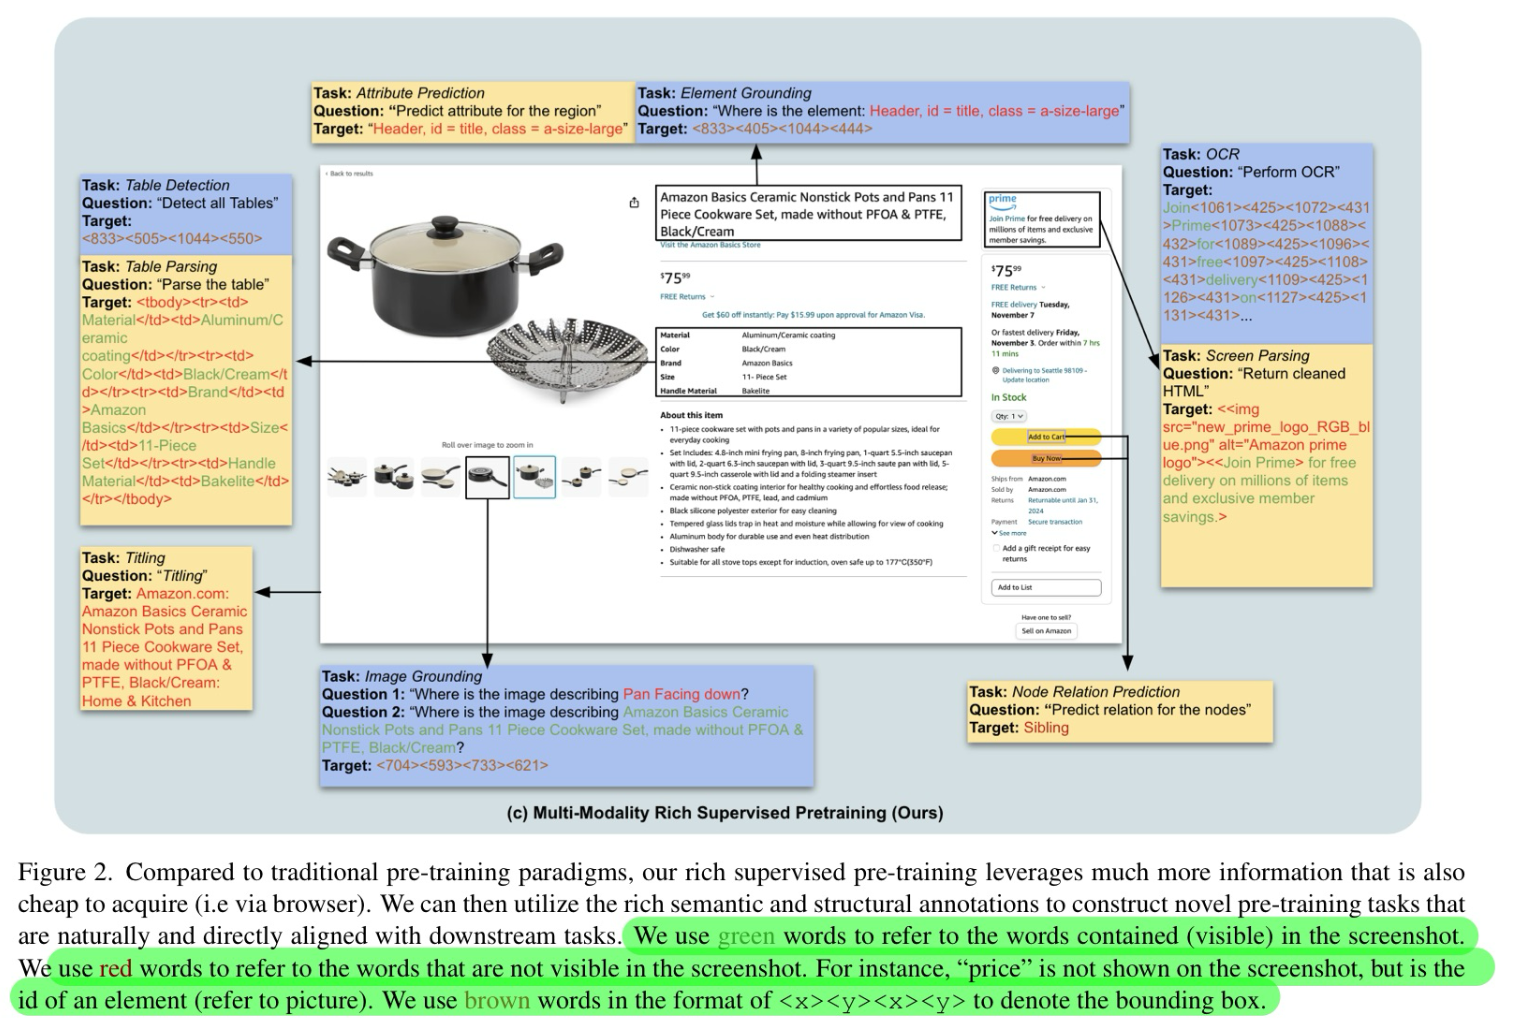 Task: Attribute Prediction
Question: “Predict attribute for the region”
Target: “Header, id = title, class = a-size-large”
Task: Element Grounding
Question: “Where is the element: Header, id = title, class = a-size-large”
Target: <833><405><1044><444>
Task: Table Detection
Question: “Detect all Tables”
Target:
<833><505><1044><550>
Task: Table Parsing
Question: “Parse the table”
Target: <tbody><tr><td>
Material</td><td>Aluminum/C
eramic
coating</td></tr><tr><td>
Color</td><td>Black/Cream</t
d></tr><tr><td>Brand</td><td
>Amazon
Basics</td></tr><tr><td>Size<
/td><td>11-Piece
Set</td></tr><tr><td>Handle
Material</td><td>Bakelite</td>
</tr></tbody>
Task: Titling
Question: “Titling”
Target: Amazon.com:
Amazon Basics Ceramic
Nonstick Pots and Pans
11 Piece Cookware Set,
made without PFOA &
PTFE, Black/Cream:
Home & Kitchen
‹ Back to results
Roll over image to zoom in
Amazon Basics Ceramic Nonstick Pots and Pans 11
Piece Cookware Set, made without PFOA & PTFE,
Black/Cream
Visit the Amazon Basics Store
$75⁹⁹
FREE Returns
Get $60 off instantly: Pay $15.99 upon approval for Amazon Visa.
Material Aluminum/Ceramic coating
Color Black/Cream
Brand Amazon Basics
Size 11- Piece Set
Handle Material Bakelite
About this item
• 11-piece cookware set with pots and pans in a variety of popular sizes, ideal for
everyday cooking
• Set includes: 4.8-inch mini frying pan, 8-inch frying pan, 1-quart 5.5-inch saucepan
with lid, 2-quart 6.3-inch saucepan with lid, 3-quart 9.5-inch saute pan with lid, 5-
quart 9.5-inch casserole with lid and a folding steamer insert
• Ceramic non-stick coating interior for healthy cooking and effortless food release;
made without PFOA, PTFE, lead, and cadmium
• Black silicone polyester exterior for easy cleaning
• Tempered glass lids trap in heat and moisture while allowing for view of cooking
• Aluminum body for durable use and even heat distribution
• Dishwasher safe
• Suitable for all stove tops except for induction, oven safe up to 177°C(350°F)
prime
Join Prime for free delivery on
millions of items and exclusive
member savings.
$75⁹⁹
FREE Returns
FREE delivery Tuesday,
November 7
Or fastest delivery Friday,
November 3. Order within 7 hrs
11 mins
Delivering to Seattle 98109 -
Update location
In Stock
Qty: 1
Add to Cart
Buy Now
Ships from Amazon.com
Sold by Amazon.com
Returns Returnable until Jan 31,
2024
Payment Secure transaction
See more
Add a gift receipt for easy
returns
Add to List
Have one to sell?
Sell on Amazon
Task: OCR
Question: “Perform OCR”
Target:
Join<1061><425><1072><431
>Prime<1073><425><1088><
432>for<1089><425><1096><
431>free<1097><425><1108>
<431>delivery<1109><425><1
126><431>on<1127><425><1
131><431>...
Task: Screen Parsing
Question: “Return cleaned
HTML”
Target: <<img
src="new_prime_logo_RGB_bl
ue.png" alt="Amazon prime
logo"><<Join Prime> for free
delivery on millions of items
and exclusive member
savings.>
Task: Image Grounding
Question 1: “Where is the image describing Pan Facing down?
Question 2: “Where is the image describing Amazon Basics Ceramic
Nonstick Pots and Pans 11 Piece Cookware Set, made without PFOA &
PTFE, Black/Cream?
Target: <704><593><733><621>
Task: Node Relation Prediction
Question: “Predict relation for the nodes”
Target: Sibling
(c) Multi-Modality Rich Supervised Pretraining (Ours)
Figure 2. Compared to traditional pre-training paradigms, our rich supervised pre-training leverages much more information that is also
cheap to acquire (i.e via browser). We can then utilize the rich semantic and structural annotations to construct novel pre-training tasks that
are naturally and directly aligned with downstream tasks. We use green words to refer to the words contained (visible) in the screenshot.
We use red words to refer to the words that are not visible in the screenshot. For instance, “price” is not shown on the screenshot, but is the
id of an element (refer to picture). We use brown words in the format of <x><y><x><y> to denote the bounding box.